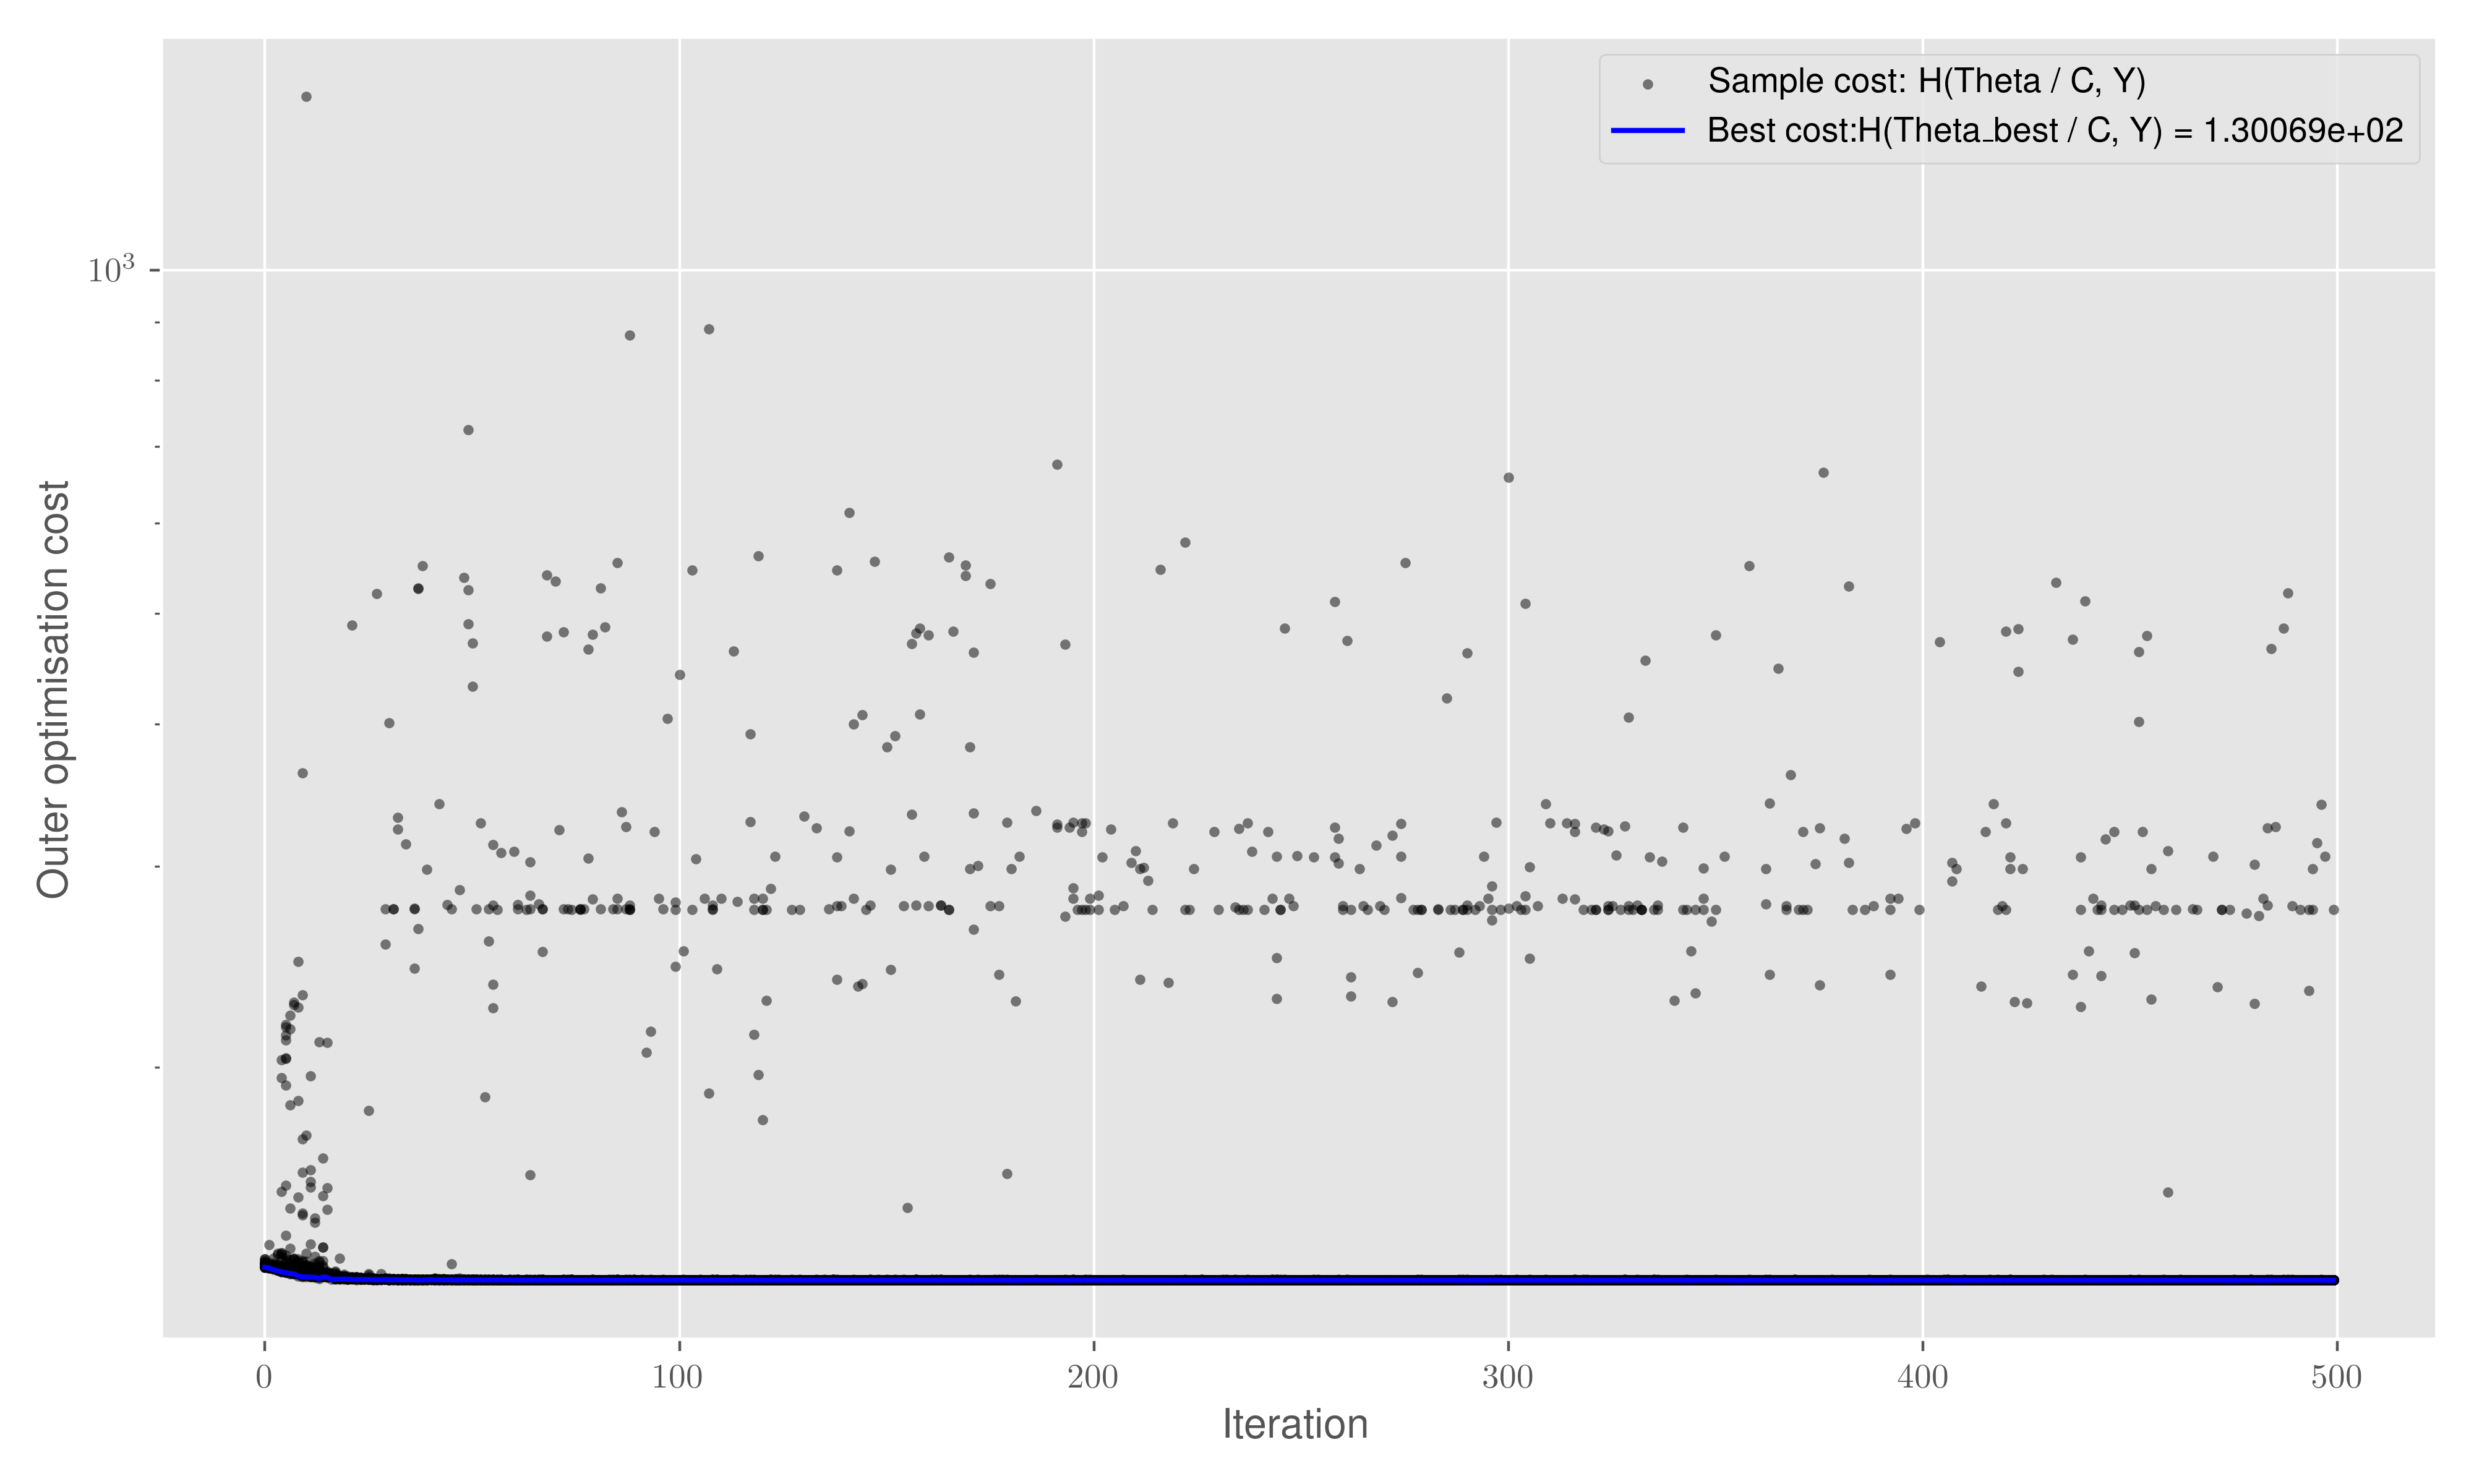 Sample cost: H(Theta / C, Y)
Best cost:H(Theta_best / C, Y) = 1.30069e+02
10³
Outer optimisation cost
0 100 200 300 400 500
Iteration